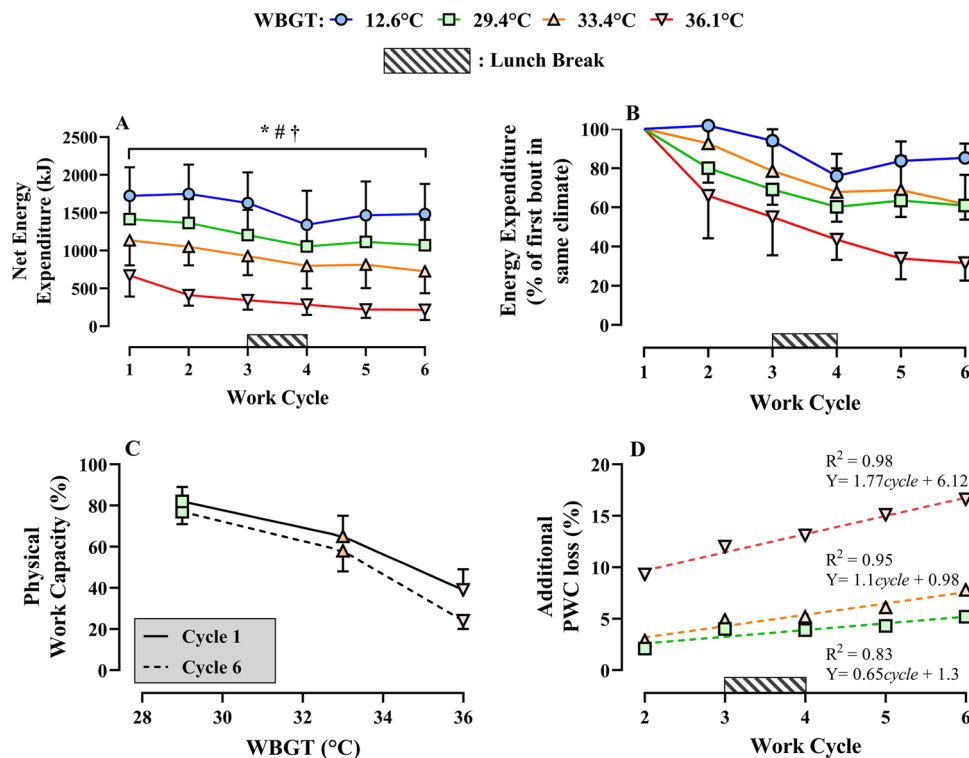 WBGT: 12.6°C 29.4°C 33.4°C 36.1°C
: Lunch Break
A
* # †
Net Energy
Expenditure (kJ)
2500
2000
1500
1000
500
0
1 2 3 4 5 6
Work Cycle
B
Energy Expenditure
(% of first bout in
same climate)
100
80
60
40
20
0
1 2 3 4 5 6
Work Cycle
C
Physical
Work Capacity (%)
100
80
60
40
20
0
Cycle 1
Cycle 6
28 30 32 34 36
WBGT (°C)
D
Additional
PWC loss (%)
20
15
10
5
0
R² = 0.98
Y= 1.77cycle + 6.12
R² = 0.95
Y= 1.1cycle + 0.98
R² = 0.83
Y= 0.65cycle + 1.3
2 3 4 5 6
Work Cycle